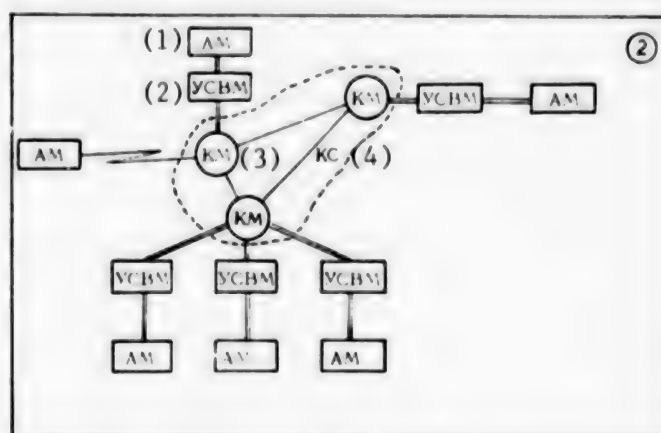 (1) АМ ②
(2) УСВМ КМ УСВМ АМ
АМ КМ (3) КС (4)
КМ
УСВМ УСВМ УСВМ
АМ АМ АМ